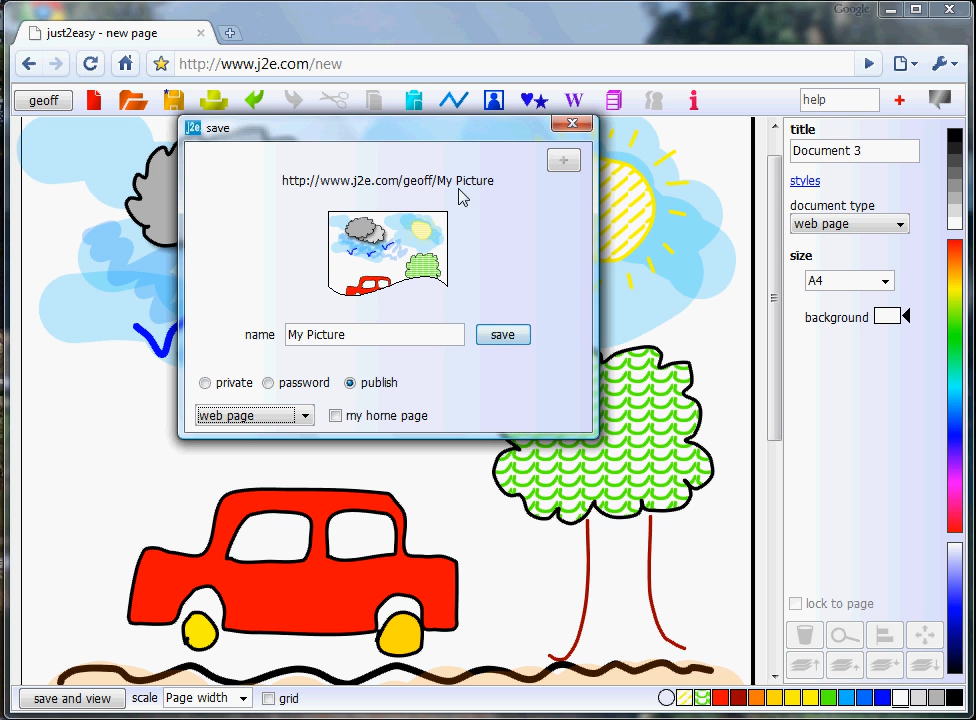 Google
just2easy - new page
http://www.j2e.com/new
geoff
W
help
j2e save
http://www.j2e.com/geoff/My Picture
name My Picture save
private password publish
web page my home page
title
Document 3
styles
document type
web page
size
A4
background
lock to page
save and view scale Page width grid